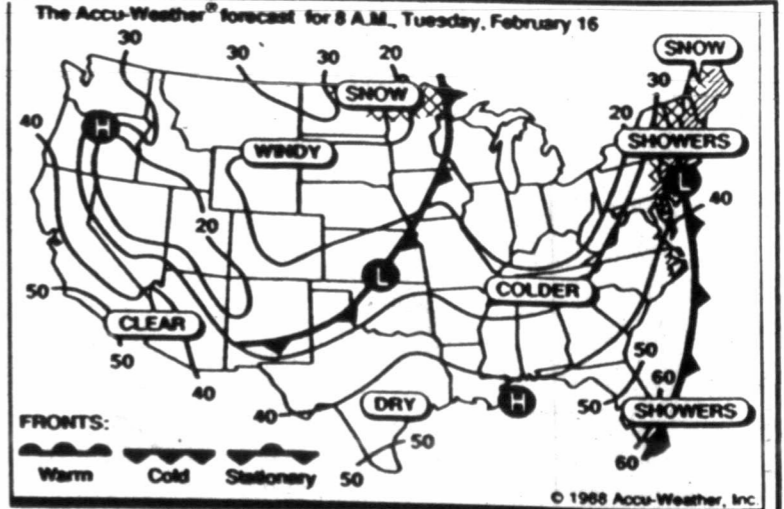 The Accu-Weather® forecast for 8 A.M., Tuesday, February 16
30
30
30
20
SNOW
SNOW
30
40
H
WINDY
20
SHOWERS
L
40
20
L
50
CLEAR
COLDER
50
40
50
60
40
DRY
H
50
SHOWERS
50
50
60
FRONTS:
Warm
Cold
Stationary
© 1988 Accu-Weather, Inc.